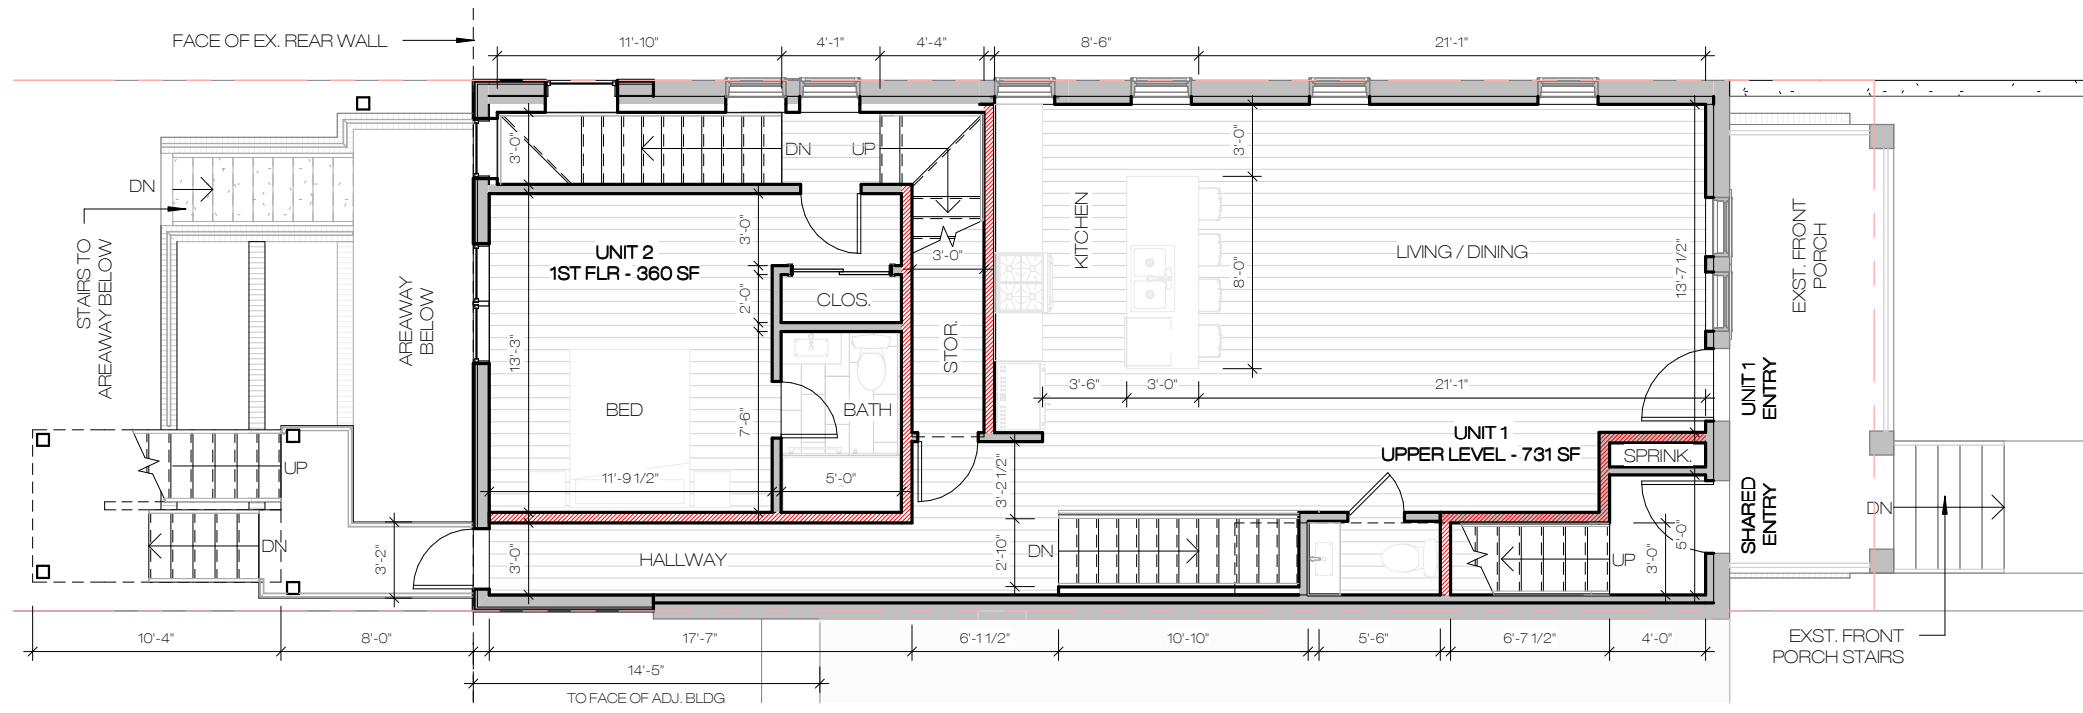 FACE OF EX. REAR WALL
11'-10"
4'-1"
4'-4"
8'-6"
21'-1"
3'-0"
DN
UP
3'-0"
DN
STAIRS TO
AREAWAY BELOW
AREAWAY
BELOW
UNIT 2
1ST FLR - 360 SF
3'-0"
3'-0"
KITCHEN
LIVING / DINING
8'-0"
13'-7 1/2"
EXST. FRONT
PORCH
2'-0"
CLOS.
13'-3"
STOR.
BED
7'-6"
BATH
3'-6"
3'-0"
21'-1"
UNIT 1
ENTRY
UNIT 1
UPPER LEVEL - 731 SF
SPRINK.
UP
11'-9 1/2"
5'-0"
3'-2 1/2"
SHARED
ENTRY
DN
DN
3'-2"
3'-0"
HALLWAY
2'-10"
DN
UP
3'-0"
5'-0"
10'-4"
8'-0"
17'-7"
6'-1 1/2"
10'-10"
5'-6"
6'-7 1/2"
4'-0"
EXST. FRONT
PORCH STAIRS
14'-5"
TO FACE OF ADJ. BLDG